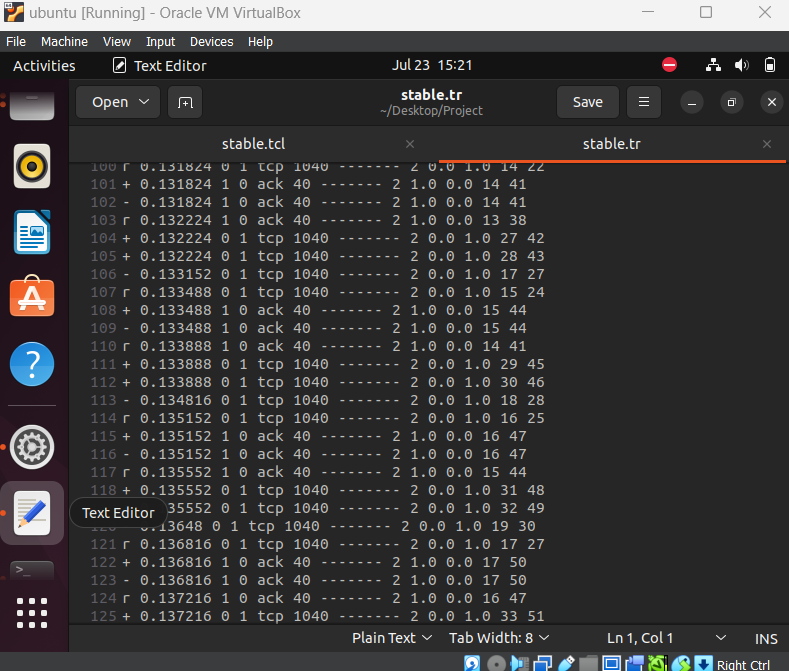 ubuntu [Running] - Oracle VM VirtualBox
File Machine View Input Devices Help
Activities Text Editor Jul 23 15:21
Open stable.tr Save
~/Desktop/Project
stable.tcl stable.tr
100 r 0.131824 0 1 tcp 1040 ------- 2 0.0 1.0 14 22
101 + 0.131824 1 0 ack 40 ------- 2 1.0 0.0 14 41
102 - 0.131824 1 0 ack 40 ------- 2 1.0 0.0 14 41
103 r 0.132224 1 0 ack 40 ------- 2 1.0 0.0 13 38
104 + 0.132224 0 1 tcp 1040 ------- 2 0.0 1.0 27 42
105 + 0.132224 0 1 tcp 1040 ------- 2 0.0 1.0 28 43
106 - 0.133152 0 1 tcp 1040 ------- 2 0.0 1.0 17 27
107 r 0.133488 0 1 tcp 1040 ------- 2 0.0 1.0 15 24
108 + 0.133488 1 0 ack 40 ------- 2 1.0 0.0 15 44
109 - 0.133488 1 0 ack 40 ------- 2 1.0 0.0 15 44
110 r 0.133888 1 0 ack 40 ------- 2 1.0 0.0 14 41
111 + 0.133888 0 1 tcp 1040 ------- 2 0.0 1.0 29 45
112 + 0.133888 0 1 tcp 1040 ------- 2 0.0 1.0 30 46
113 - 0.134816 0 1 tcp 1040 ------- 2 0.0 1.0 18 28
114 r 0.135152 0 1 tcp 1040 ------- 2 0.0 1.0 16 25
115 + 0.135152 1 0 ack 40 ------- 2 1.0 0.0 16 47
116 - 0.135152 1 0 ack 40 ------- 2 1.0 0.0 16 47
117 r 0.135552 1 0 ack 40 ------- 2 1.0 0.0 15 44
118 + 0.135552 0 1 tcp 1040 ------- 2 0.0 1.0 31 48
Text Editor
35552 0 1 tcp 1040 ------- 2 0.0 1.0 32 49
120 0.13648 0 1 tcp 1040 ------- 2 0.0 1.0 19 30
121 r 0.136816 0 1 tcp 1040 ------- 2 0.0 1.0 17 27
122 + 0.136816 1 0 ack 40 ------- 2 1.0 0.0 17 50
123 - 0.136816 1 0 ack 40 ------- 2 1.0 0.0 17 50
124 r 0.137216 1 0 ack 40 ------- 2 1.0 0.0 16 47
125 + 0.137216 0 1 tcp 1040 ------- 2 0.0 1.0 33 51
Plain Text Tab Width: 8 Ln 1, Col 1 INS
Right Ctrl